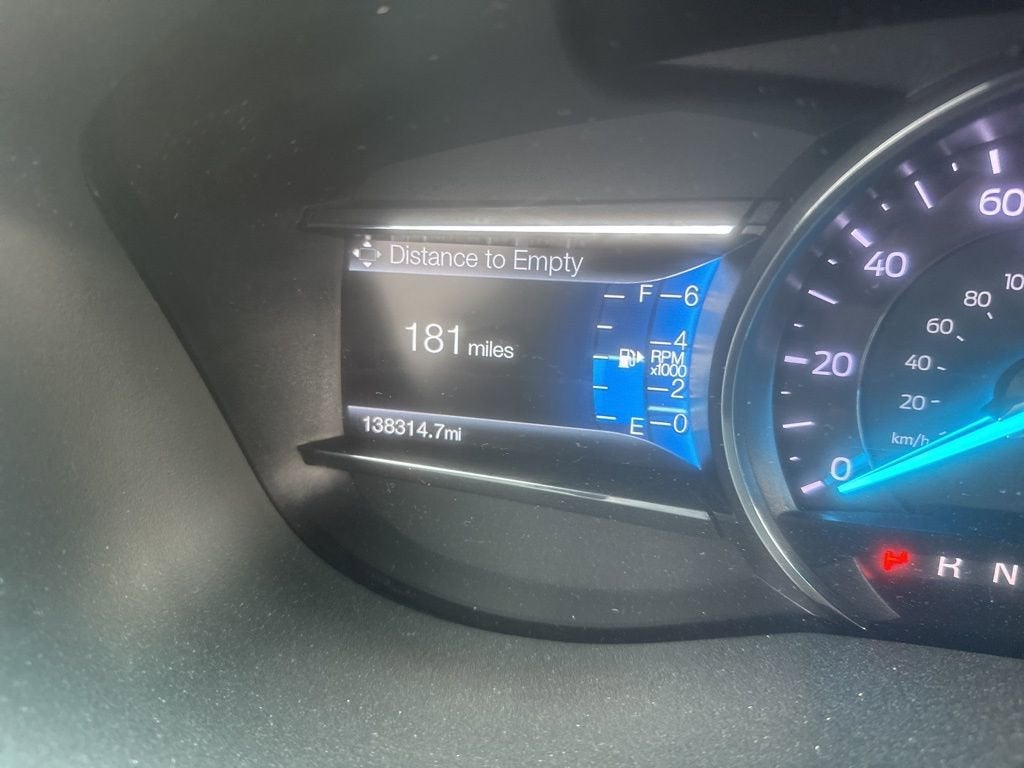 Distance to Empty
181 miles
138314.7mi
F
E
6
4
RPM
x1000
2
0
60
40
20
0
80
60
40
20
km/h
R N